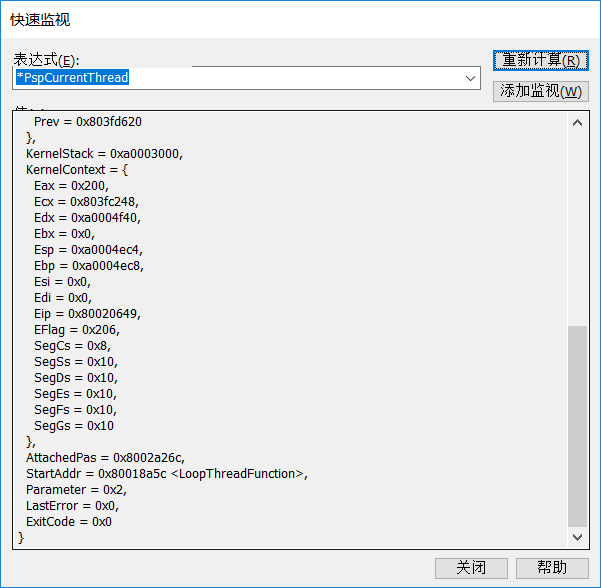 快速监视
表达式(E):
重新计算(R)
*PspCurrentThread
添加监视(W)
Prev = 0x803fd620
},
KernelStack = 0xa0003000,
KernelContext = {
Eax = 0x200,
Ecx = 0x803fc248,
Edx = 0xa0004f40,
Ebx = 0x0,
Esp = 0xa0004ec4,
Ebp = 0xa0004ec8,
Esi = 0x0,
Edi = 0x0,
Eip = 0x80020649,
EFlag = 0x206,
SegCs = 0x8,
SegSs = 0x10,
SegDs = 0x10,
SegEs = 0x10,
SegFs = 0x10,
SegGs = 0x10
},
AttachedPas = 0x8002a26c,
StartAddr = 0x80018a5c <LoopThreadFunction>,
Parameter = 0x2,
LastError = 0x0,
ExitCode = 0x0
}
关闭
帮助